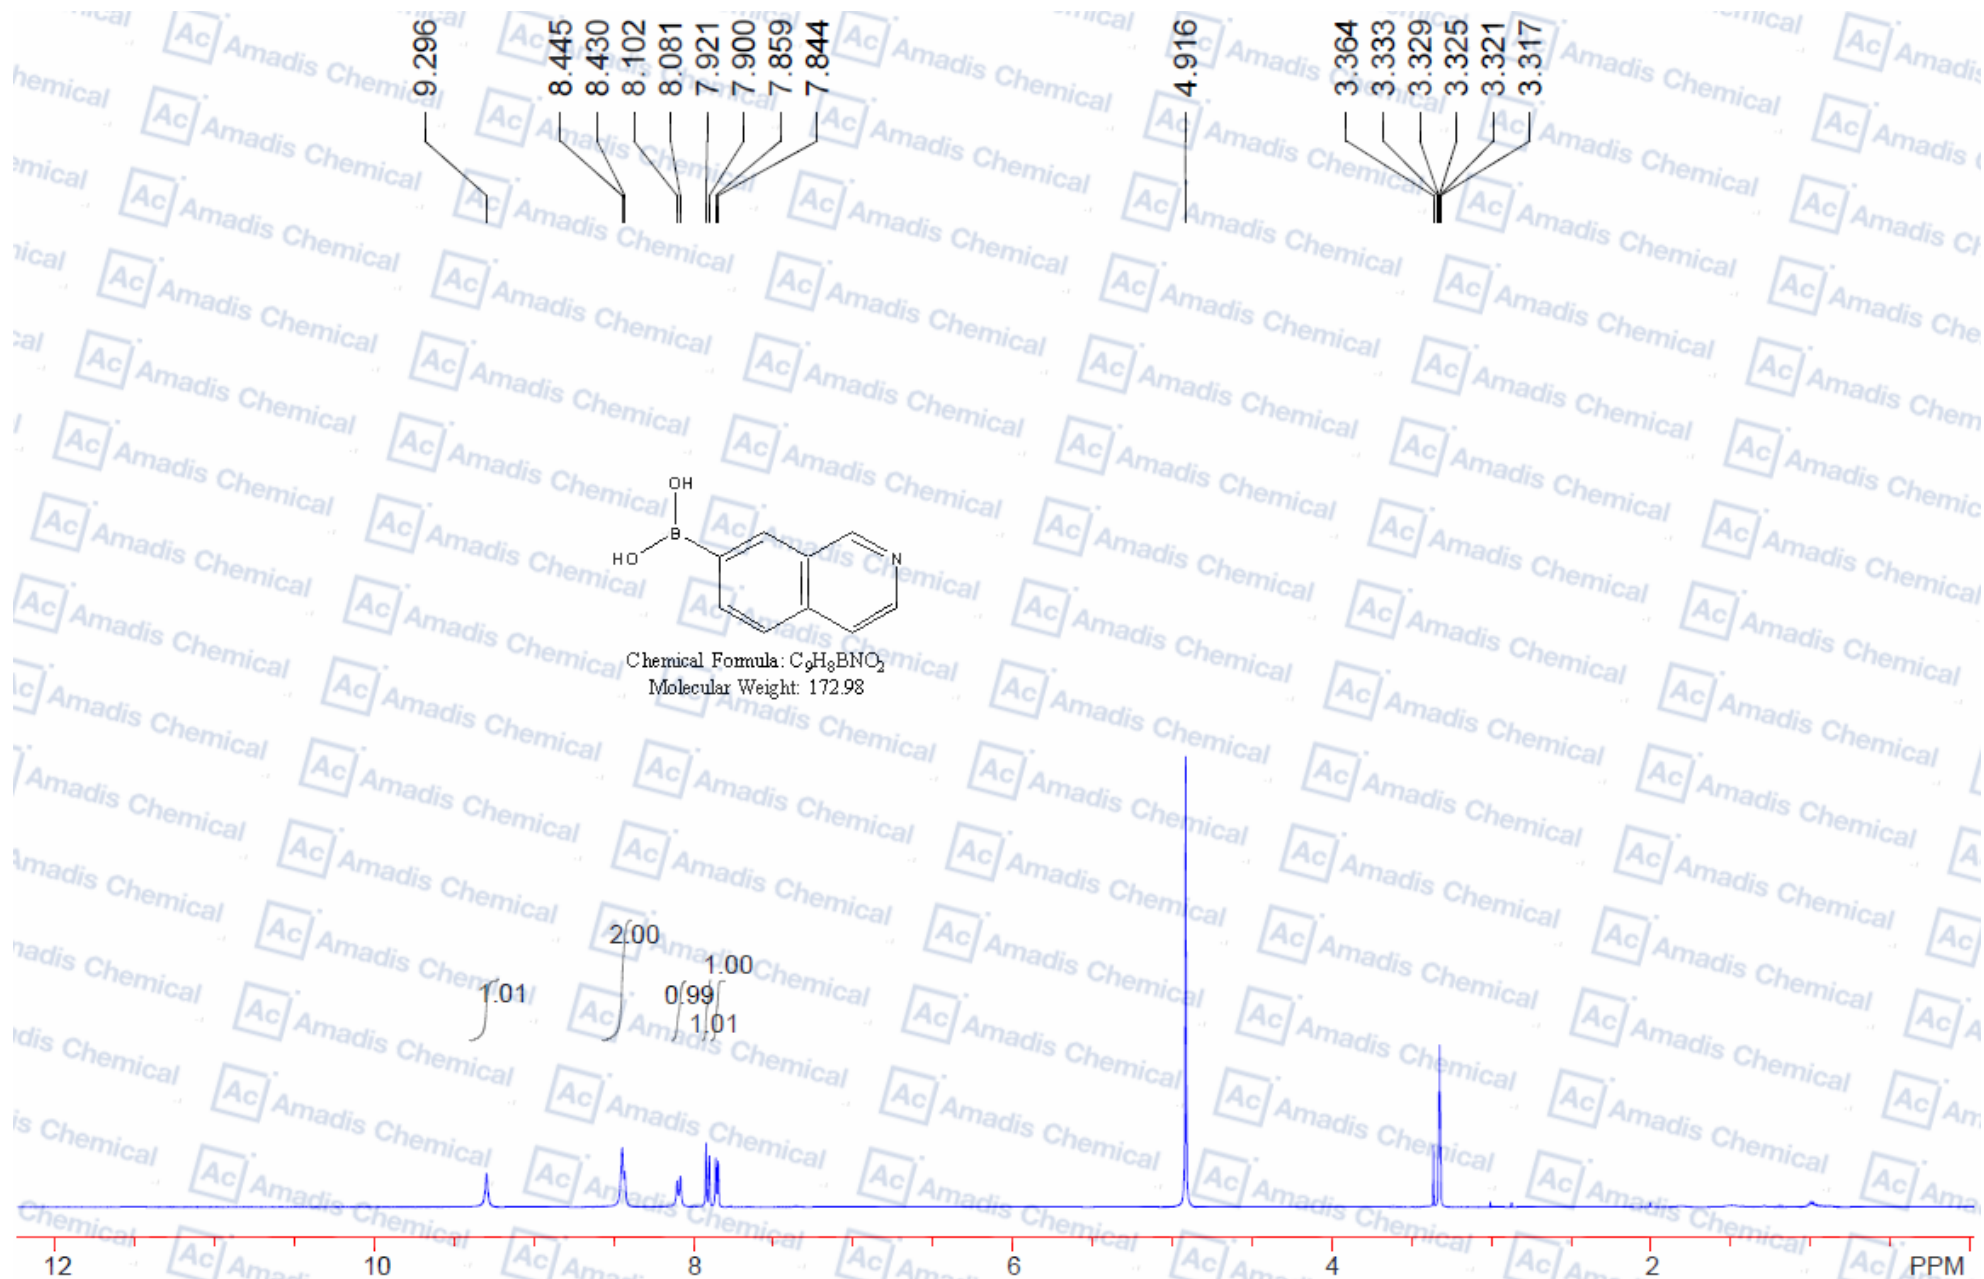 9.296
8.445
8.430
8.102
8.081
7.921
7.900
7.859
7.844
4.916
3.364
3.333
3.329
3.325
3.321
3.317
OH
B
HO
N
Chemical Formula: C₉H₈BNO₂
Molecular Weight: 172.98
1.01
2.00
0.99
1.01
1.00
12 10 8 6 4 2 PPM
Ac Amadis Chemical